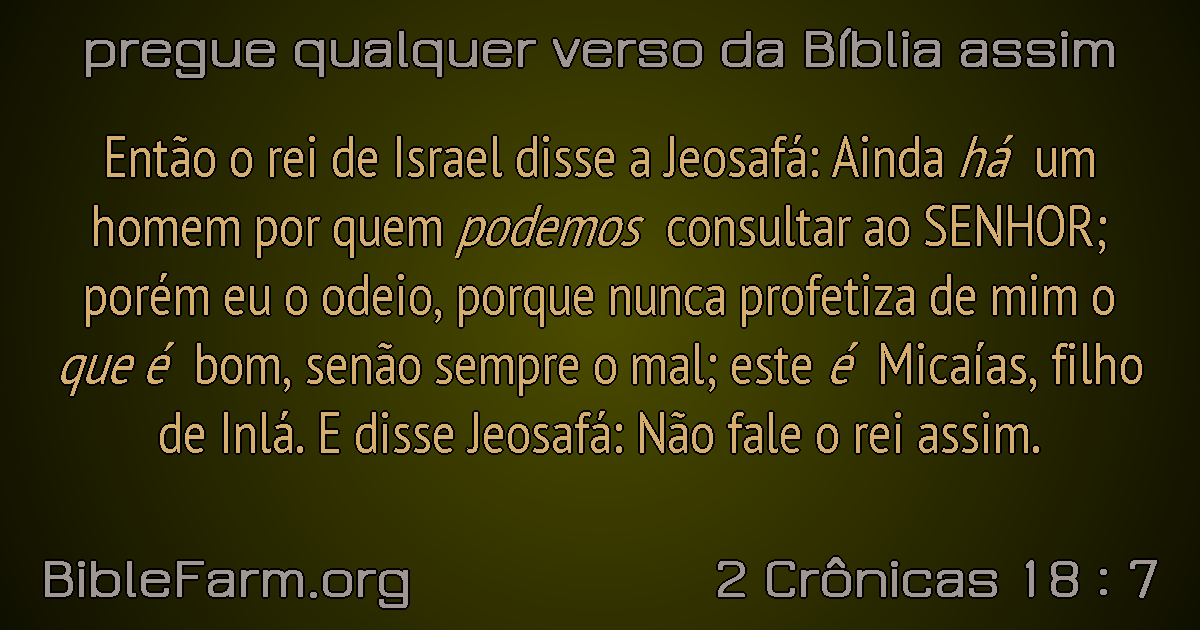 pregue qualquer verso da Bíblia assim
Então o rei de Israel disse a Jeosafá: Ainda há um
homem por quem podemos consultar ao SENHOR;
porém eu o odeio, porque nunca profetiza de mim o
que é bom, senão sempre o mal; este é Micaías, filho
de Inlá. E disse Jeosafá: Não fale o rei assim.
BibleFarm.org
2 Crônicas 18 : 7